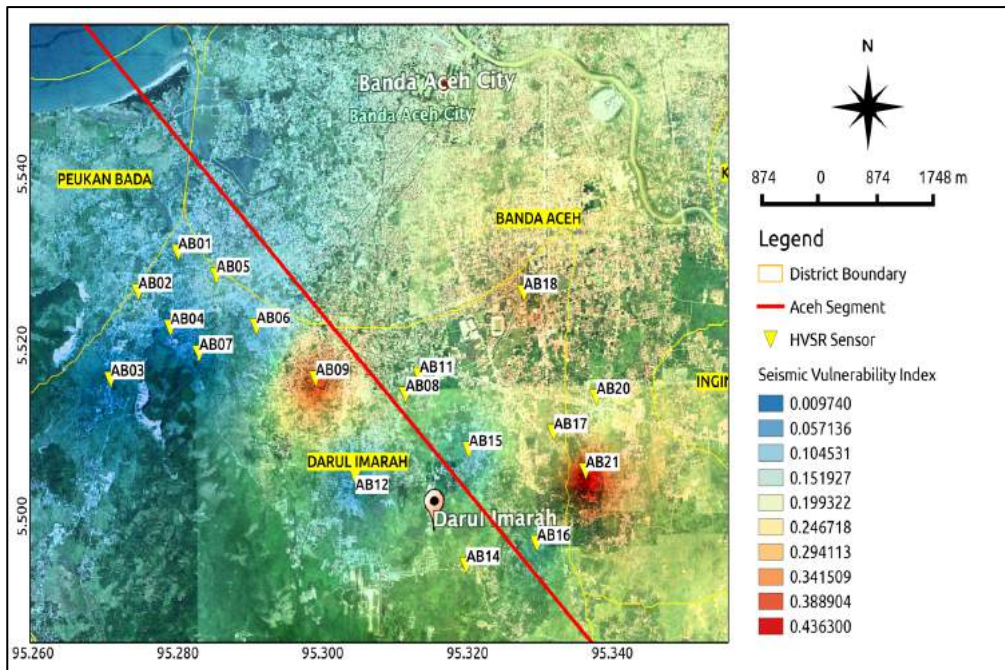 Banda Aceh City
Banda Aceh City
PEUKAN BADA
BANDA ACEH
AB01
AB05
AB02
AB18
AB04
AB06
AB07
AB03
AB09
AB11
AB08
AB20
AB17
AB15
DARUL IMARAH
AB21
AB12
Darul Imarah
AB16
AB14
K
INGIN
5.540
5.520
5.500
95.260
95.280
95.300
95.320
95.340
N
874 0 874 1748 m
Legend
District Boundary
Aceh Segment
HVSR Sensor
Seismic Vulnerability Index
0.009740
0.057136
0.104531
0.151927
0.199322
0.246718
0.294113
0.341509
0.388904
0.436300